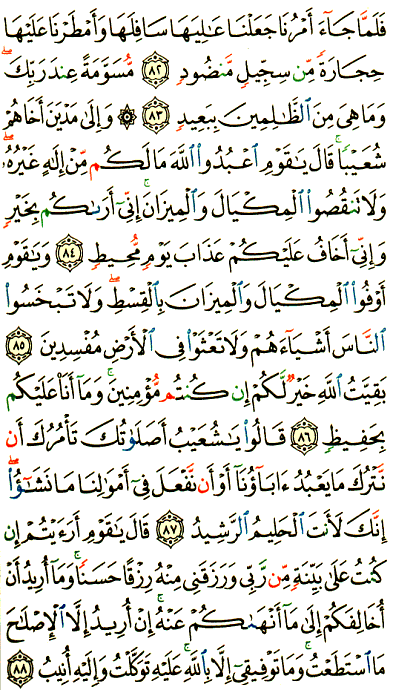 فَلَمَّا جَآءَ أَمْرُنَا جَعَلْنَا عَٰلِيَهَا سَافِلَهَا وَأَمْطَرْنَا عَلَيْهَا
حِجَارَةً مِّن سِجِّيلٍ مَّنضُودٍ ۝٨٢ مُّسَوَّمَةً عِندَ رَبِّكَۖ
وَمَا هِىَ مِنَ ٱلظَّٰلِمِينَ بِبَعِيدٍ ۝٨٣ ۞ وَإِلَىٰ مَدْيَنَ أَخَاهُمْ
شُعَيْبًاۚ قَالَ يَٰقَوْمِ ٱعْبُدُوا۟ ٱللَّهَ مَا لَكُم مِّنْ إِلَٰهٍ غَيْرُهُۥۖ
وَلَا تَنقُصُوا۟ ٱلْمِكْيَالَ وَٱلْمِيزَانَۚ إِنِّىٓ أَرَىٰكُم بِخَيْرٍ
وَإِنِّىٓ أَخَافُ عَلَيْكُمْ عَذَابَ يَوْمٍ مُّحِيطٍ ۝٨٤ وَيَٰقَوْمِ
أَوْفُوا۟ ٱلْمِكْيَالَ وَٱلْمِيزَانَ بِٱلْقِسْطِۖ وَلَا تَبْخَسُوا۟
ٱلنَّاسَ أَشْيَآءَهُمْ وَلَا تَعْثَوْا۟ فِى ٱلْأَرْضِ مُفْسِدِينَ ۝٨٥
بَقِيَّتُ ٱللَّهِ خَيْرٌ لَّكُمْ إِن كُنتُم مُّؤْمِنِينَۚ وَمَآ أَنَا۠ عَلَيْكُم
بِحَفِيظٍ ۝٨٦ قَالُوا۟ يَٰشُعَيْبُ أَصَلَوٰتُكَ تَأْمُرُكَ أَن
نَّتْرُكَ مَا يَعْبُدُ ءَابَآؤُنَآ أَوْ أَن نَّفْعَلَ فِىٓ أَمْوَٰلِنَا مَا نَشَٰٓؤُا۟ۖ
إِنَّكَ لَأَنتَ ٱلْحَلِيمُ ٱلرَّشِيدُ ۝٨٧ قَالَ يَٰقَوْمِ أَرَءَيْتُمْ إِن
كُنتُ عَلَىٰ بَيِّنَةٍ مِّن رَّبِّى وَرَزَقَنِى مِنْهُ رِزْقًا حَسَنًاۚ وَمَآ أُرِيدُ أَنْ
أُخَالِفَكُمْ إِلَىٰ مَآ أَنْهَىٰكُمْ عَنْهُۚ إِنْ أُرِيدُ إِلَّا ٱلْإِصْلَٰحَ
مَا ٱسْتَطَعْتُۚ وَمَا تَوْفِيقِىٓ إِلَّا بِٱللَّهِۚ عَلَيْهِ تَوَكَّلْتُ وَإِلَيْهِ أُنِيبُ ۝٨٨